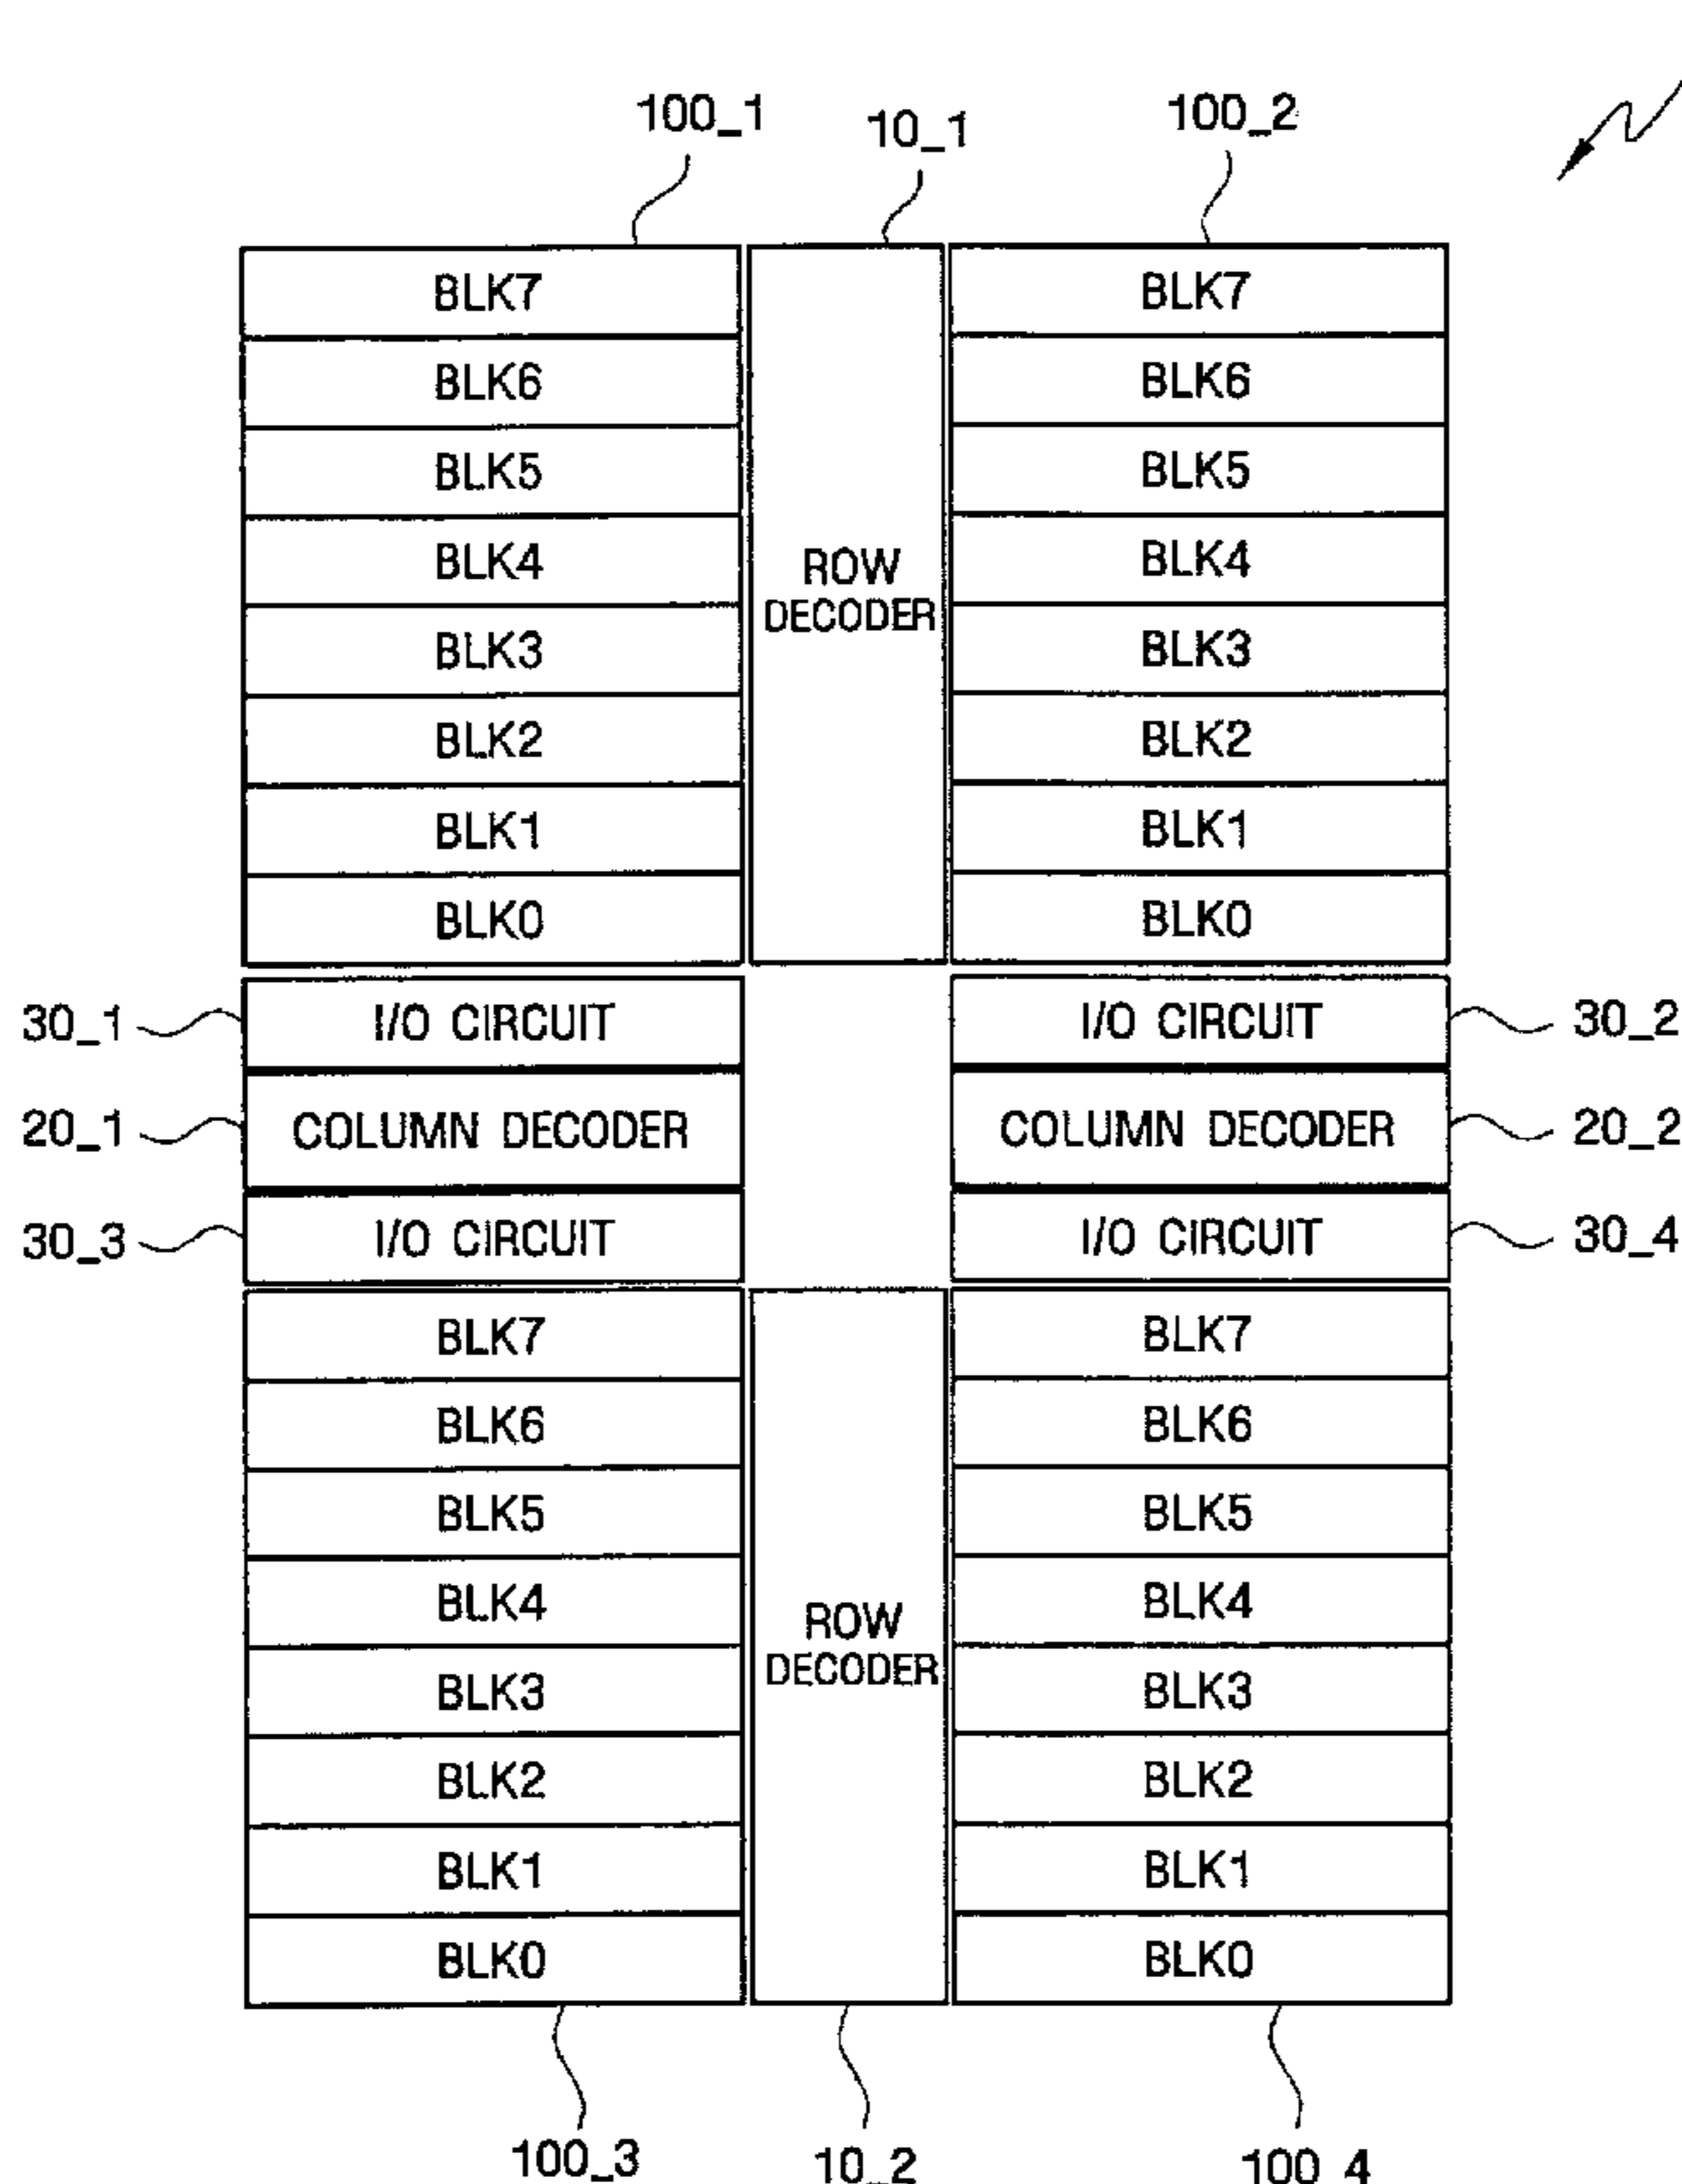 100_1 10_1 100_2
BLK7 BLK7
BLK6 BLK6
BLK5 BLK5
BLK4 ROW BLK4
DECODER
BLK3 BLK3
BLK2 BLK2
BLK1 BLK1
BLK0 BLK0
30_1 I/O CIRCUIT I/O CIRCUIT 30_2
20_1 COLUMN DECODER COLUMN DECODER 20_2
30_3 I/O CIRCUIT I/O CIRCUIT 30_4
BLK7 BLK7
BLK6 BLK6
BLK5 BLK5
BLK4 ROW BLK4
DECODER
BLK3 BLK3
BLK2 BLK2
BLK1 BLK1
BLK0 BLK0
100_3 10_2 100_4